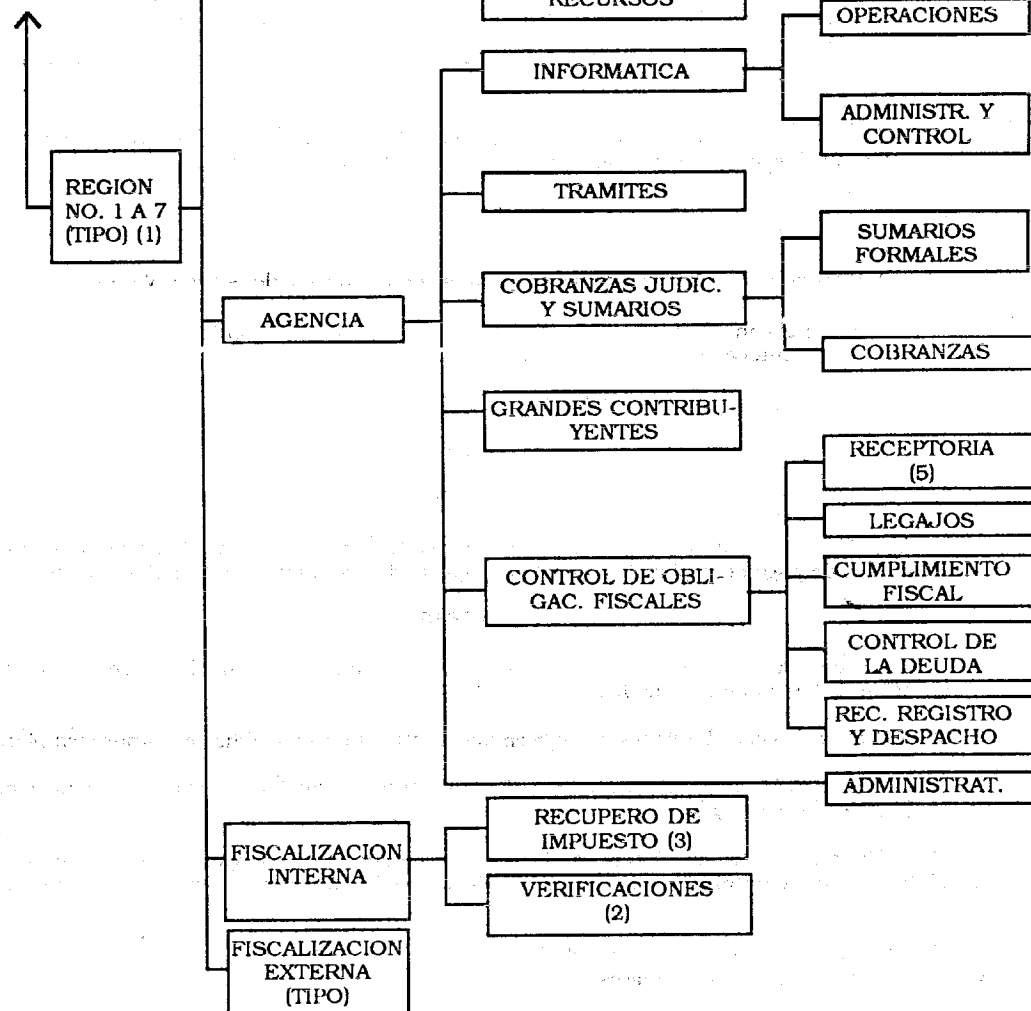 RECURSOS
OPERACIONES
INFORMATICA
ADMINISTR. Y
CONTROL
REGION
NO. 1 A 7
(TIPO) (1)
TRAMITES
SUMARIOS
FORMALES
COBRANZAS JUDIC.
Y SUMARIOS
AGENCIA
COBRANZAS
GRANDES CONTRIBU-
YENTES
RECEPTORIA
(5)
LEGAJOS
CONTROL DE OBLI-
GAC. FISCALES
CUMPLIMIENTO
FISCAL
CONTROL DE
LA DEUDA
REC. REGISTRO
Y DESPACHO
ADMINISTRAT.
FISCALIZACION
INTERNA
RECUPERO DE
IMPUESTO (3)
VERIFICACIONES
(2)
FISCALIZACION
EXTERNA
(TIPO)